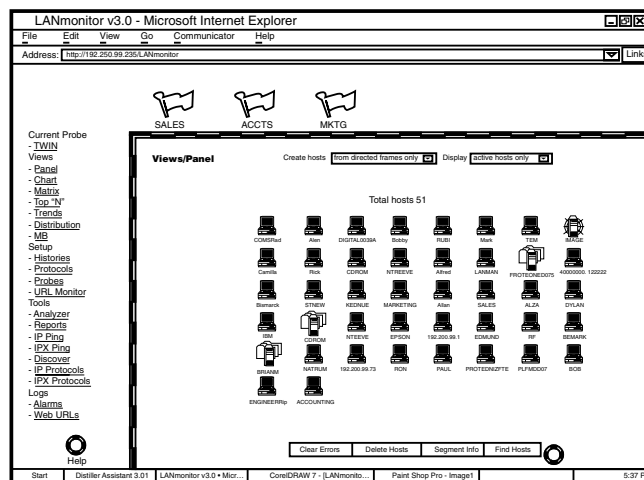 LANmonitor v3.0 - Microsoft Internet Explorer
File Edit View Go Communicator Help
Address: http://192.250.99.235/LANmonitor Link
SALES ACCTS MKTG
Current Probe
- TWIN
Views
- Panel
- Chart
- Matrix
- Top “N”
- Trends
- Distribution
- MB
Setup
- Histories
- Protocols
- Probes
- URL Monitor
Tools
- Analyzer
- Reports
- IP Ping
- IPX Ping
- Discover
- IP Protocols
- IPX Protocols
Logs
- Alarms
- Web URLs
Help
Views/Panel Create hosts from directed frames only Display active hosts only
Total hosts 51
COMSRad Alen DIGITAL0039A Bobby RUBI Mark TEM IMAGE
Camilla Rick CDROM NTREEVE Alfred LANMAN FROTEONED075 40000000. 122222
Bismarck STNEW KEDNUE MARKETING Allan SALES ALZA DYLAN
IBM CDROM NTEEVE EPSON 192.200.99.1 EDMUND RF BEMARK
BRIANM NATRUM 192.200.99.73 RON PAUL PROTEDNIZFTE PLFMDD07 BOB
ENGINEERRip ACCOUNTING
Clear Errors Delete Hosts Segment Info Find Hosts
Start Distiller Assistant 3.01 LANmonitor v3.0 • Micr... CorelDRAW 7 - [LANmonito... Paint Shop Pro - Image1 5:37 P